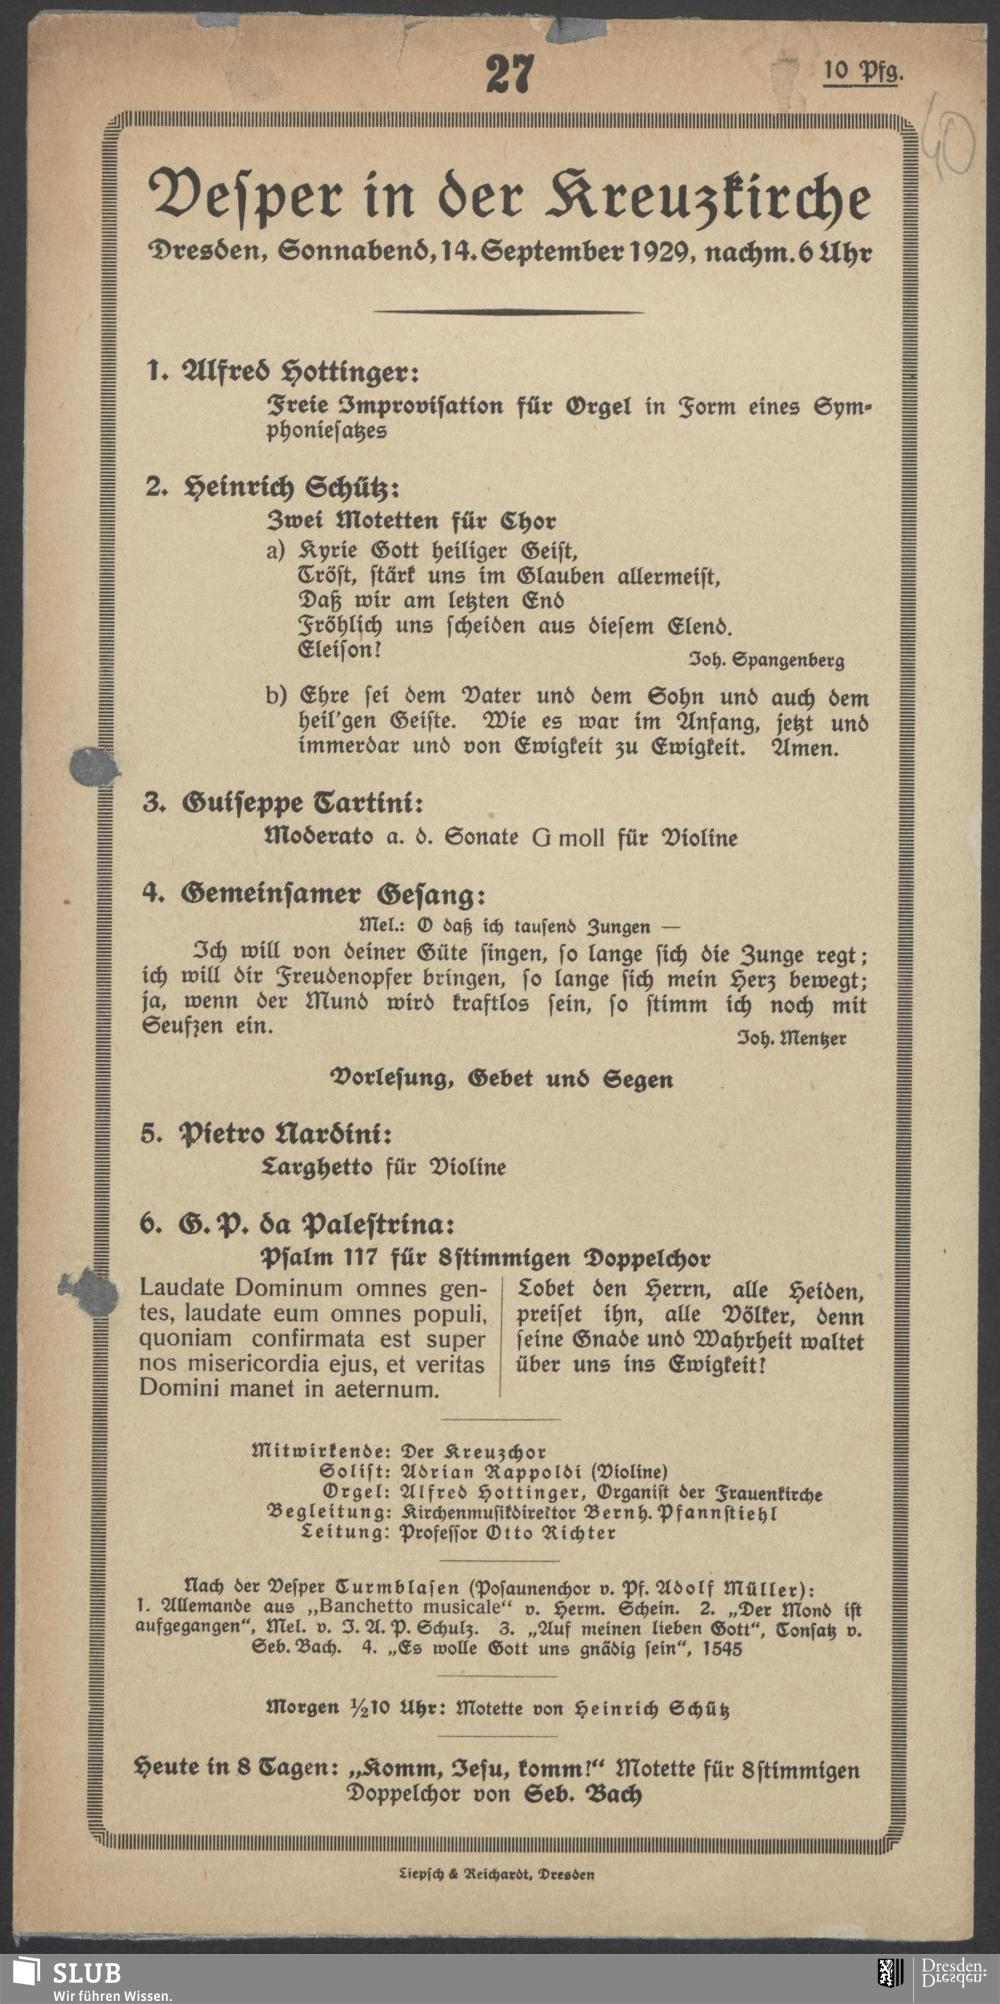 27
10 Pfg.
40
Vesper in der Kreuzkirche
Dresden, Sonnabend, 14. September 1929, nachm. 6 Uhr
1. Alfred Hottinger:
Freie Improvisation für Orgel in Form eines Sym-
phoniesatzes
2. Heinrich Schütz:
Zwei Motetten für Chor
a) Kyrie Gott heiliger Geist,
Tröst, stärk uns im Glauben allermeist,
Daß wir am letzten End
Fröhlich uns scheiden aus diesem Elend.
Eleison!
Joh. Spangenberg
b) Ehre sei dem Vater und dem Sohn und auch dem
heil'gen Geiste. Wie es war im Anfang, jetzt und
immerdar und von Ewigkeit zu Ewigkeit. Amen.
3. Guiseppe Tartini:
Moderato a. d. Sonate G moll für Violine
4. Gemeinsamer Gesang:
Mel.: O daß ich tausend Zungen —
Ich will von deiner Güte singen, so lange sich die Zunge regt;
ich will dir Freudenopfer bringen, so lange sich mein Herz bewegt;
ja, wenn der Mund wird kraftlos sein, so stimm ich noch mit
Seufzen ein.
Joh. Mentzer
Vorlesung, Gebet und Segen
5. Pietro Nardini:
Larghetto für Violine
6. G. P. da Palestrina:
Psalm 117 für 8stimmigen Doppelchor
Laudate Dominum omnes gen-
tes, laudate eum omnes populi,
quoniam confirmata est super
nos misericordia ejus, et veritas
Domini manet in aeternum.
Lobet den Herrn, alle Heiden,
preiset ihn, alle Völker, denn
seine Gnade und Wahrheit waltet
über uns ins Ewigkeit!
Mitwirkende: Der Kreuzchor
Solist: Adrian Rappoldi (Violine)
Orgel: Alfred Hottinger, Organist der Frauenkirche
Begleitung: Kirchenmusikdirektor Bernh. Pfannstiehl
Leitung: Professor Otto Richter
Nach der Vesper Turmblasen (Posaunenchor v. Pf. Adolf Müller):
1. Allemande aus „Banchetto musicale“ v. Herm. Schein. 2. „Der Mond ist
aufgegangen“, Mel. v. J. A. P. Schulz. 3. „Auf meinen lieben Gott“, Tonsatz v.
Seb. Bach. 4. „Es wolle Gott uns gnädig sein“, 1545
Morgen ½10 Uhr: Motette von Heinrich Schütz
Heute in 8 Tagen: „Komm, Jesu, komm!“ Motette für 8stimmigen
Doppelchor von Seb. Bach
Liepsch & Reichardt, Dresden
SLUB
Wir führen Wissen.
Dresden.
Dresden.